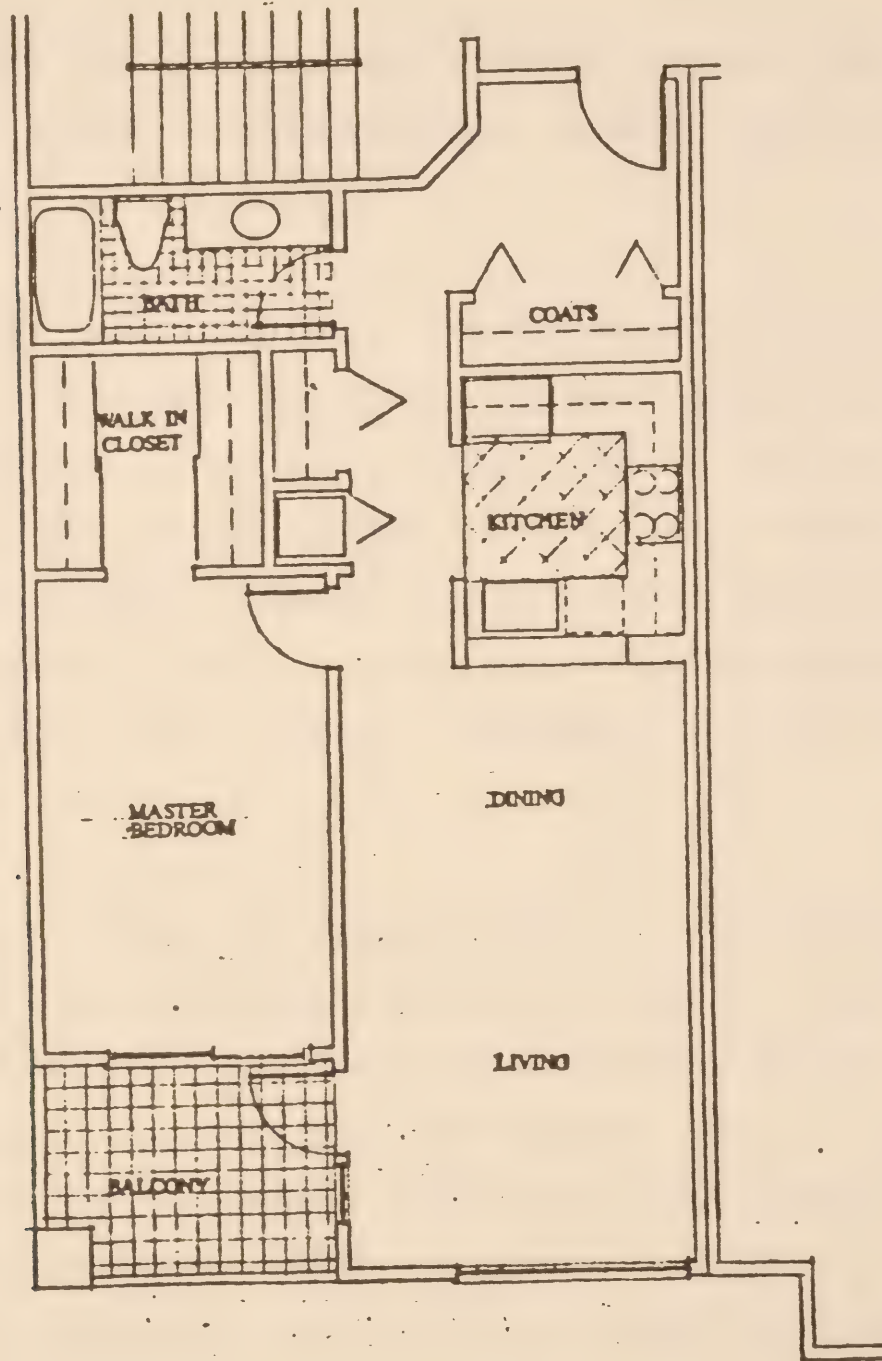 BATH
COATS
WALK IN
CLOSET
KITCHEN
DINING
MASTER
BEDROOM
LIVING
BALCONY